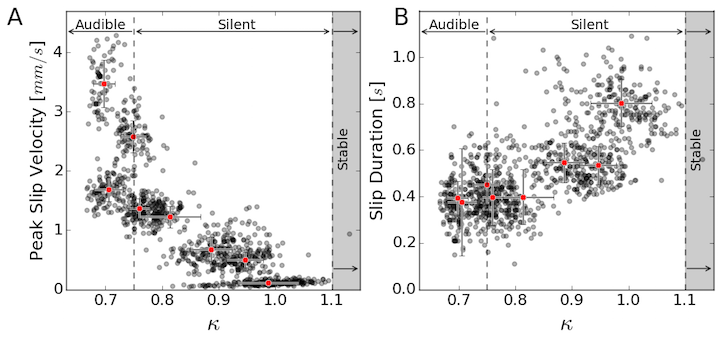 A
Audible
Silent
Stable
Peak Slip Velocity [mm/s]
4
3
2
1
0
0.7
0.8
0.9
1.0
1.1
κ
B
Audible
Silent
Stable
Slip Duration [s]
1.0
0.8
0.6
0.4
0.2
0.0
0.7
0.8
0.9
1.0
1.1
κ